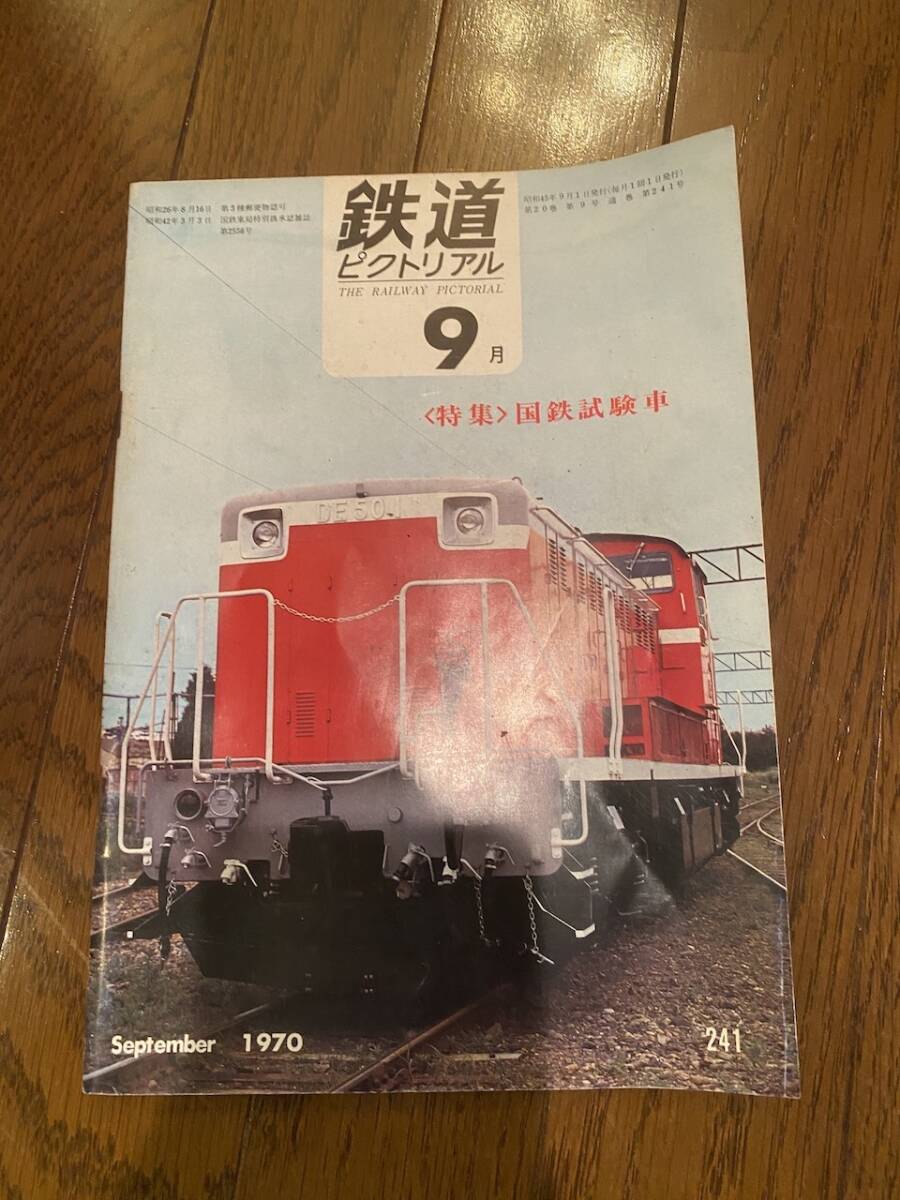 昭和26年8月16日 第3種郵便物認可
昭和42年3月3日 国鉄東局特別扱承認雑誌
第2558号
鉄道
ピクトリアル
THE RAILWAY PICTORIAL
9月
昭和45年9月1日発行(毎月1回1日発行)
第20巻 第9号 通巻 第241号
〈特集〉国鉄試験車
DE50 1
September 1970
241